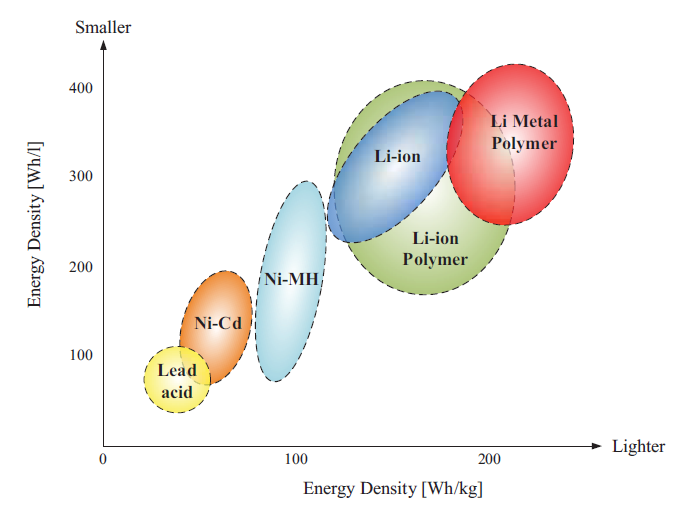 Smaller
400
300
200
100
0
100
200
Energy Density [Wh/l]
Energy Density [Wh/kg]
Lighter
Li Metal
Polymer
Li-ion
Li-ion
Polymer
Ni-MH
Ni-Cd
Lead
acid